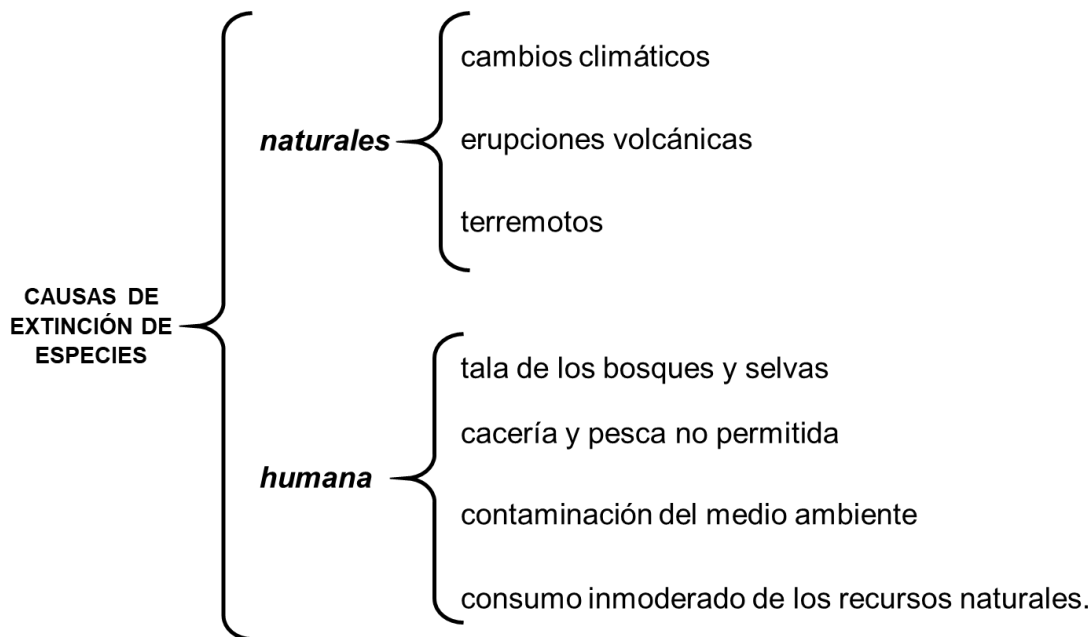 CAUSAS DE
EXTINCIÓN DE
ESPECIES
naturales
cambios climáticos
erupciones volcánicas
terremotos
humana
tala de los bosques y selvas
cacería y pesca no permitida
contaminación del medio ambiente
consumo inmoderado de los recursos naturales.